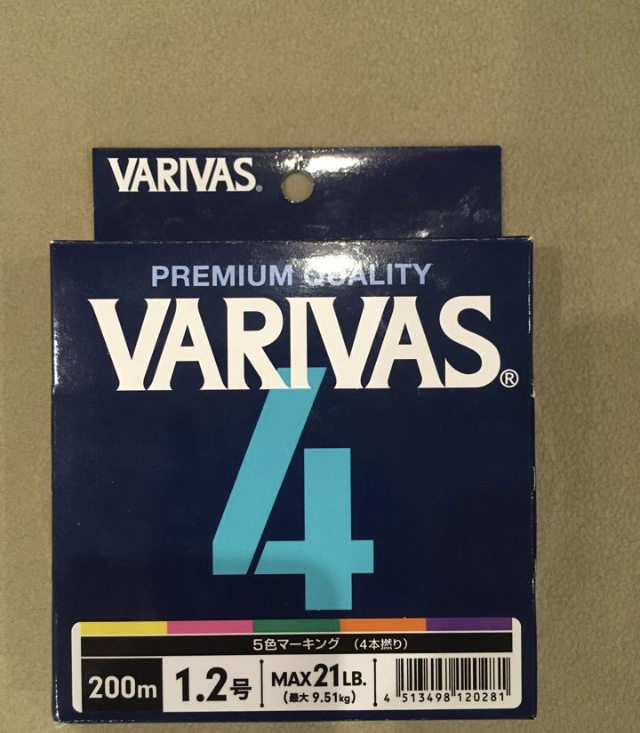 VARIVAS®
PREMIUM QUALITY
VARIVAS®
4
5色マーキング (4本撚り)
200m
1.2号
MAX21LB.
(最大 9.51kg)
4 513498 120281